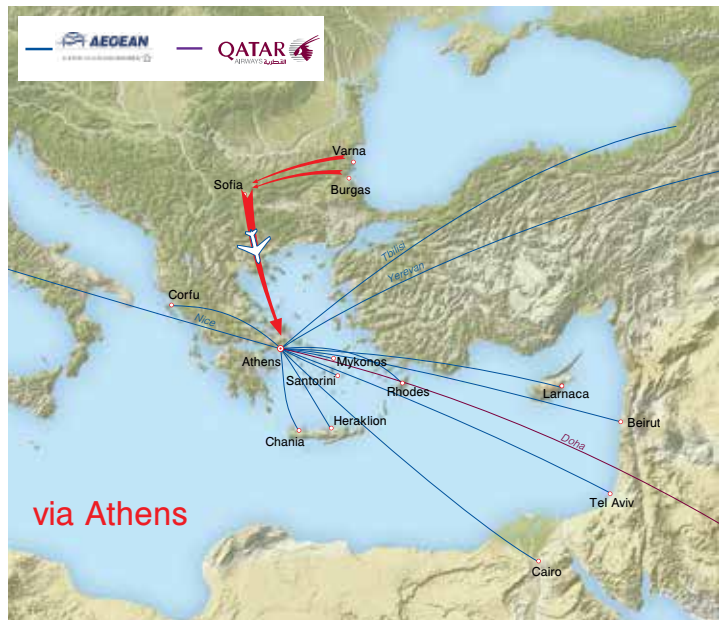 AEGEAN
QATAR
AIRWAYS القطرية
Varna
Sofia
Burgas
Tbilisi
Yerevan
Corfu
Nice
Athens
Mykonos
Santorini
Rhodes
Larnaca
Heraklion
Beirut
Chania
Doha
Tel Aviv
via Athens
Cairo